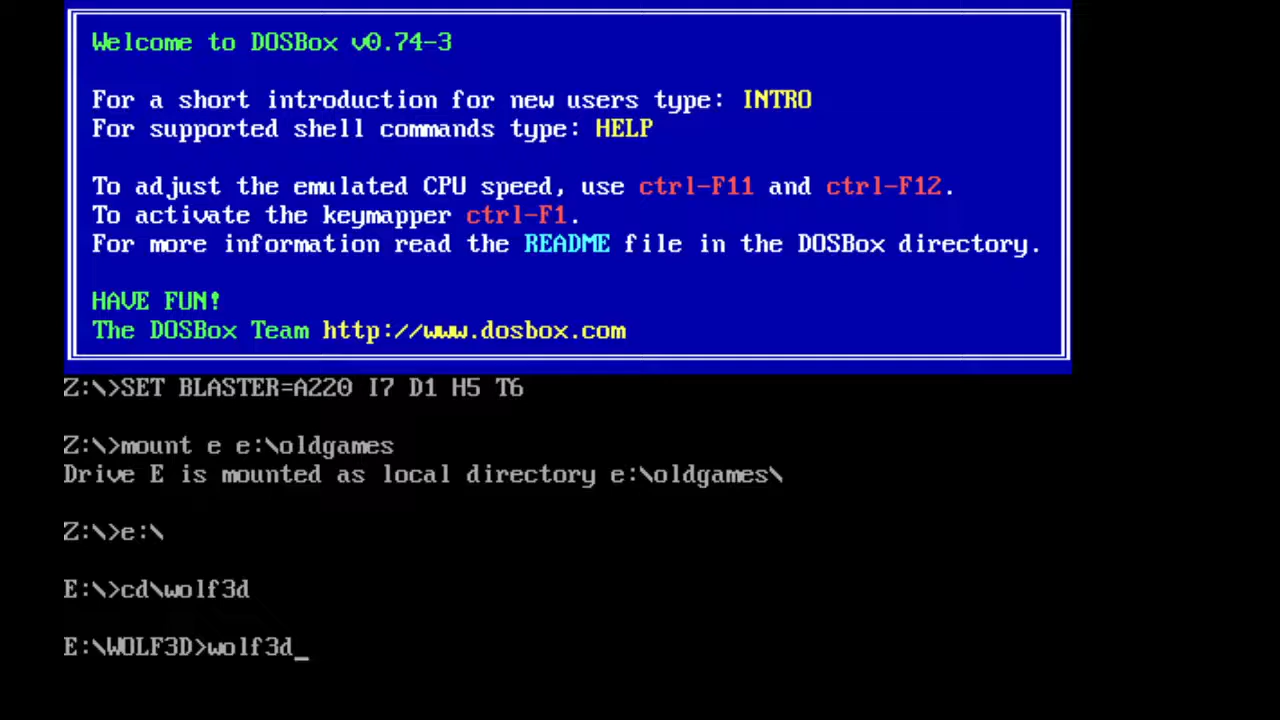 Welcome to DOSBox v0.74-3
For a short introduction for new users type: INTRO
For supported shell commands type: HELP
To adjust the emulated CPU speed, use ctrl-F11 and ctrl-F12.
To activate the keymapper ctrl-F1.
For more information read the README file in the DOSBox directory.
HAVE FUN!
The DOSBox Team http://www.dosbox.com
Z:\>SET BLASTER=A220 I7 D1 H5 T6
Z:\>mount e e:\oldgames
Drive E is mounted as local directory e:\oldgames\
Z:\>e:\
E:\>cd\wolf3d
E:\WOLF3D>wolf3d_